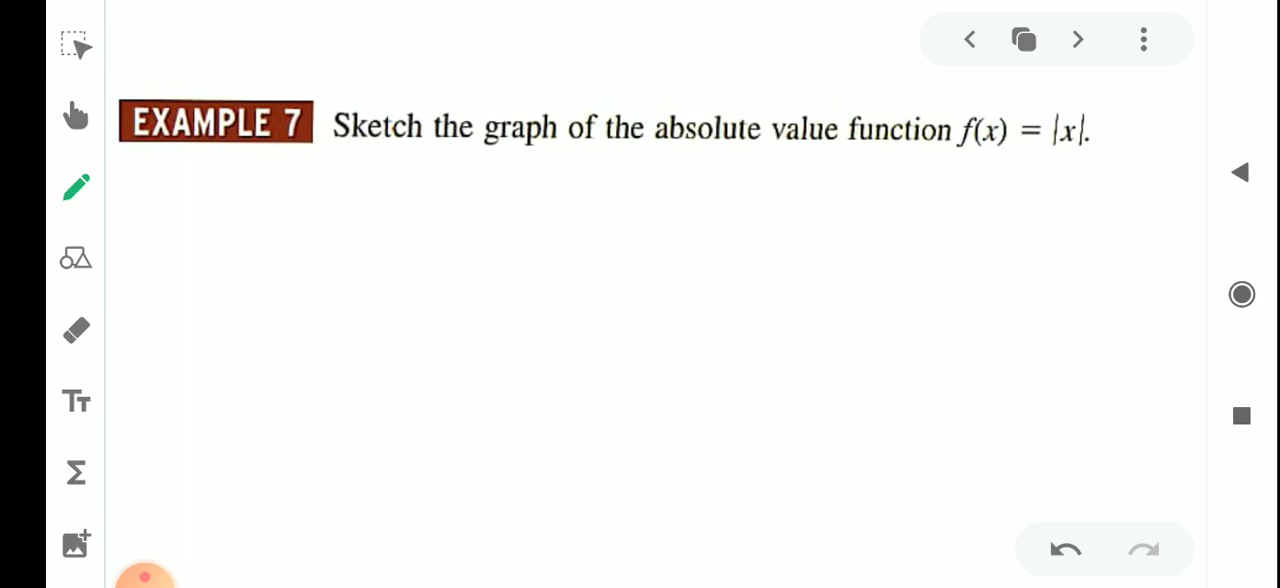 EXAMPLE 7 Sketch the graph of the absolute value function f(x) = |x|.